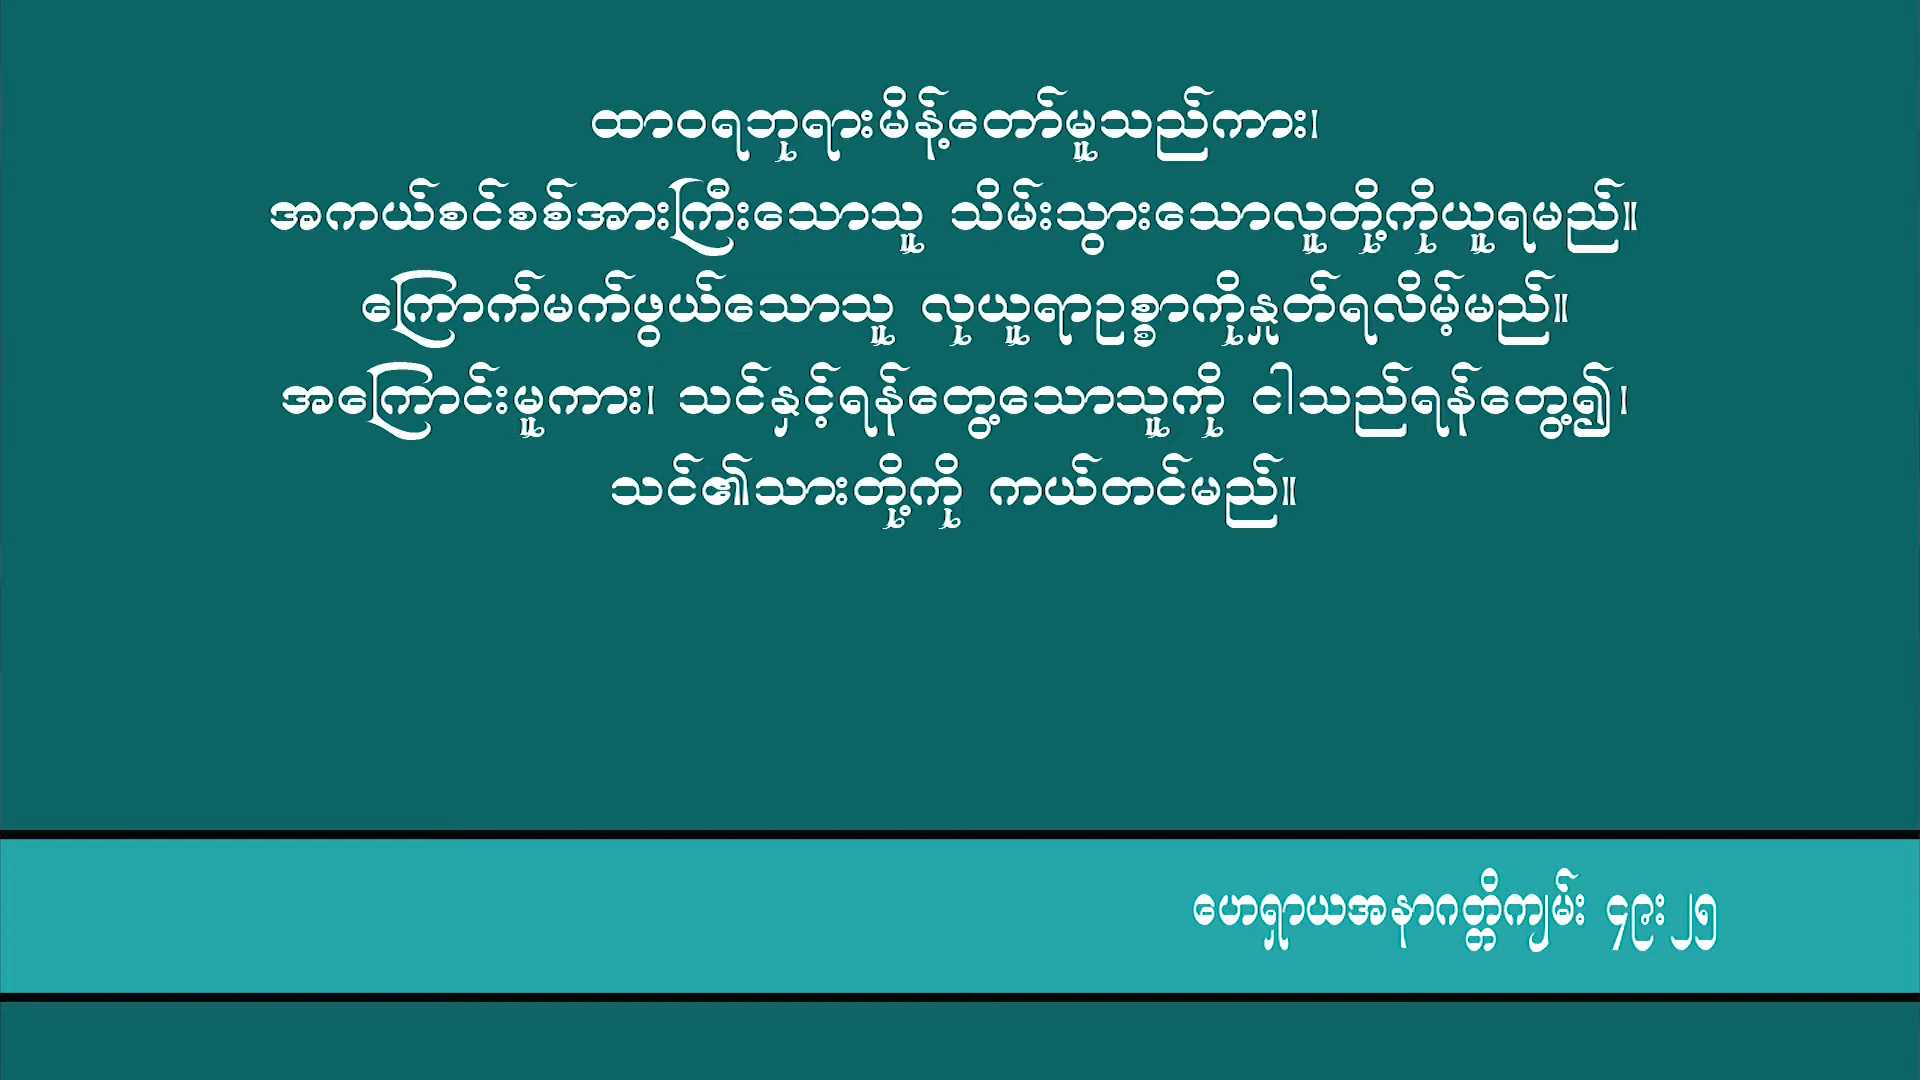 ထာဝရဘုရားမိန့်တော်မူသည်ကား၊
အကယ်စင်စစ်အားကြီးသောသူ သိမ်းသွားသောလူတို့ကိုယူရမည်။
ကြောက်မက်ဖွယ်သောသူ လုယူရာဥစ္စာကိုနှုတ်ရလိမ့်မည်။
အကြောင်းမူကား၊ သင်နှင့်ရန်တွေ့သောသူကို ငါသည်ရန်တွေ့၍၊
သင်၏သားတို့ကို ကယ်တင်မည်။
ဟေရှာယအနာဂတ္တိကျမ်း ၄၉း၂၅